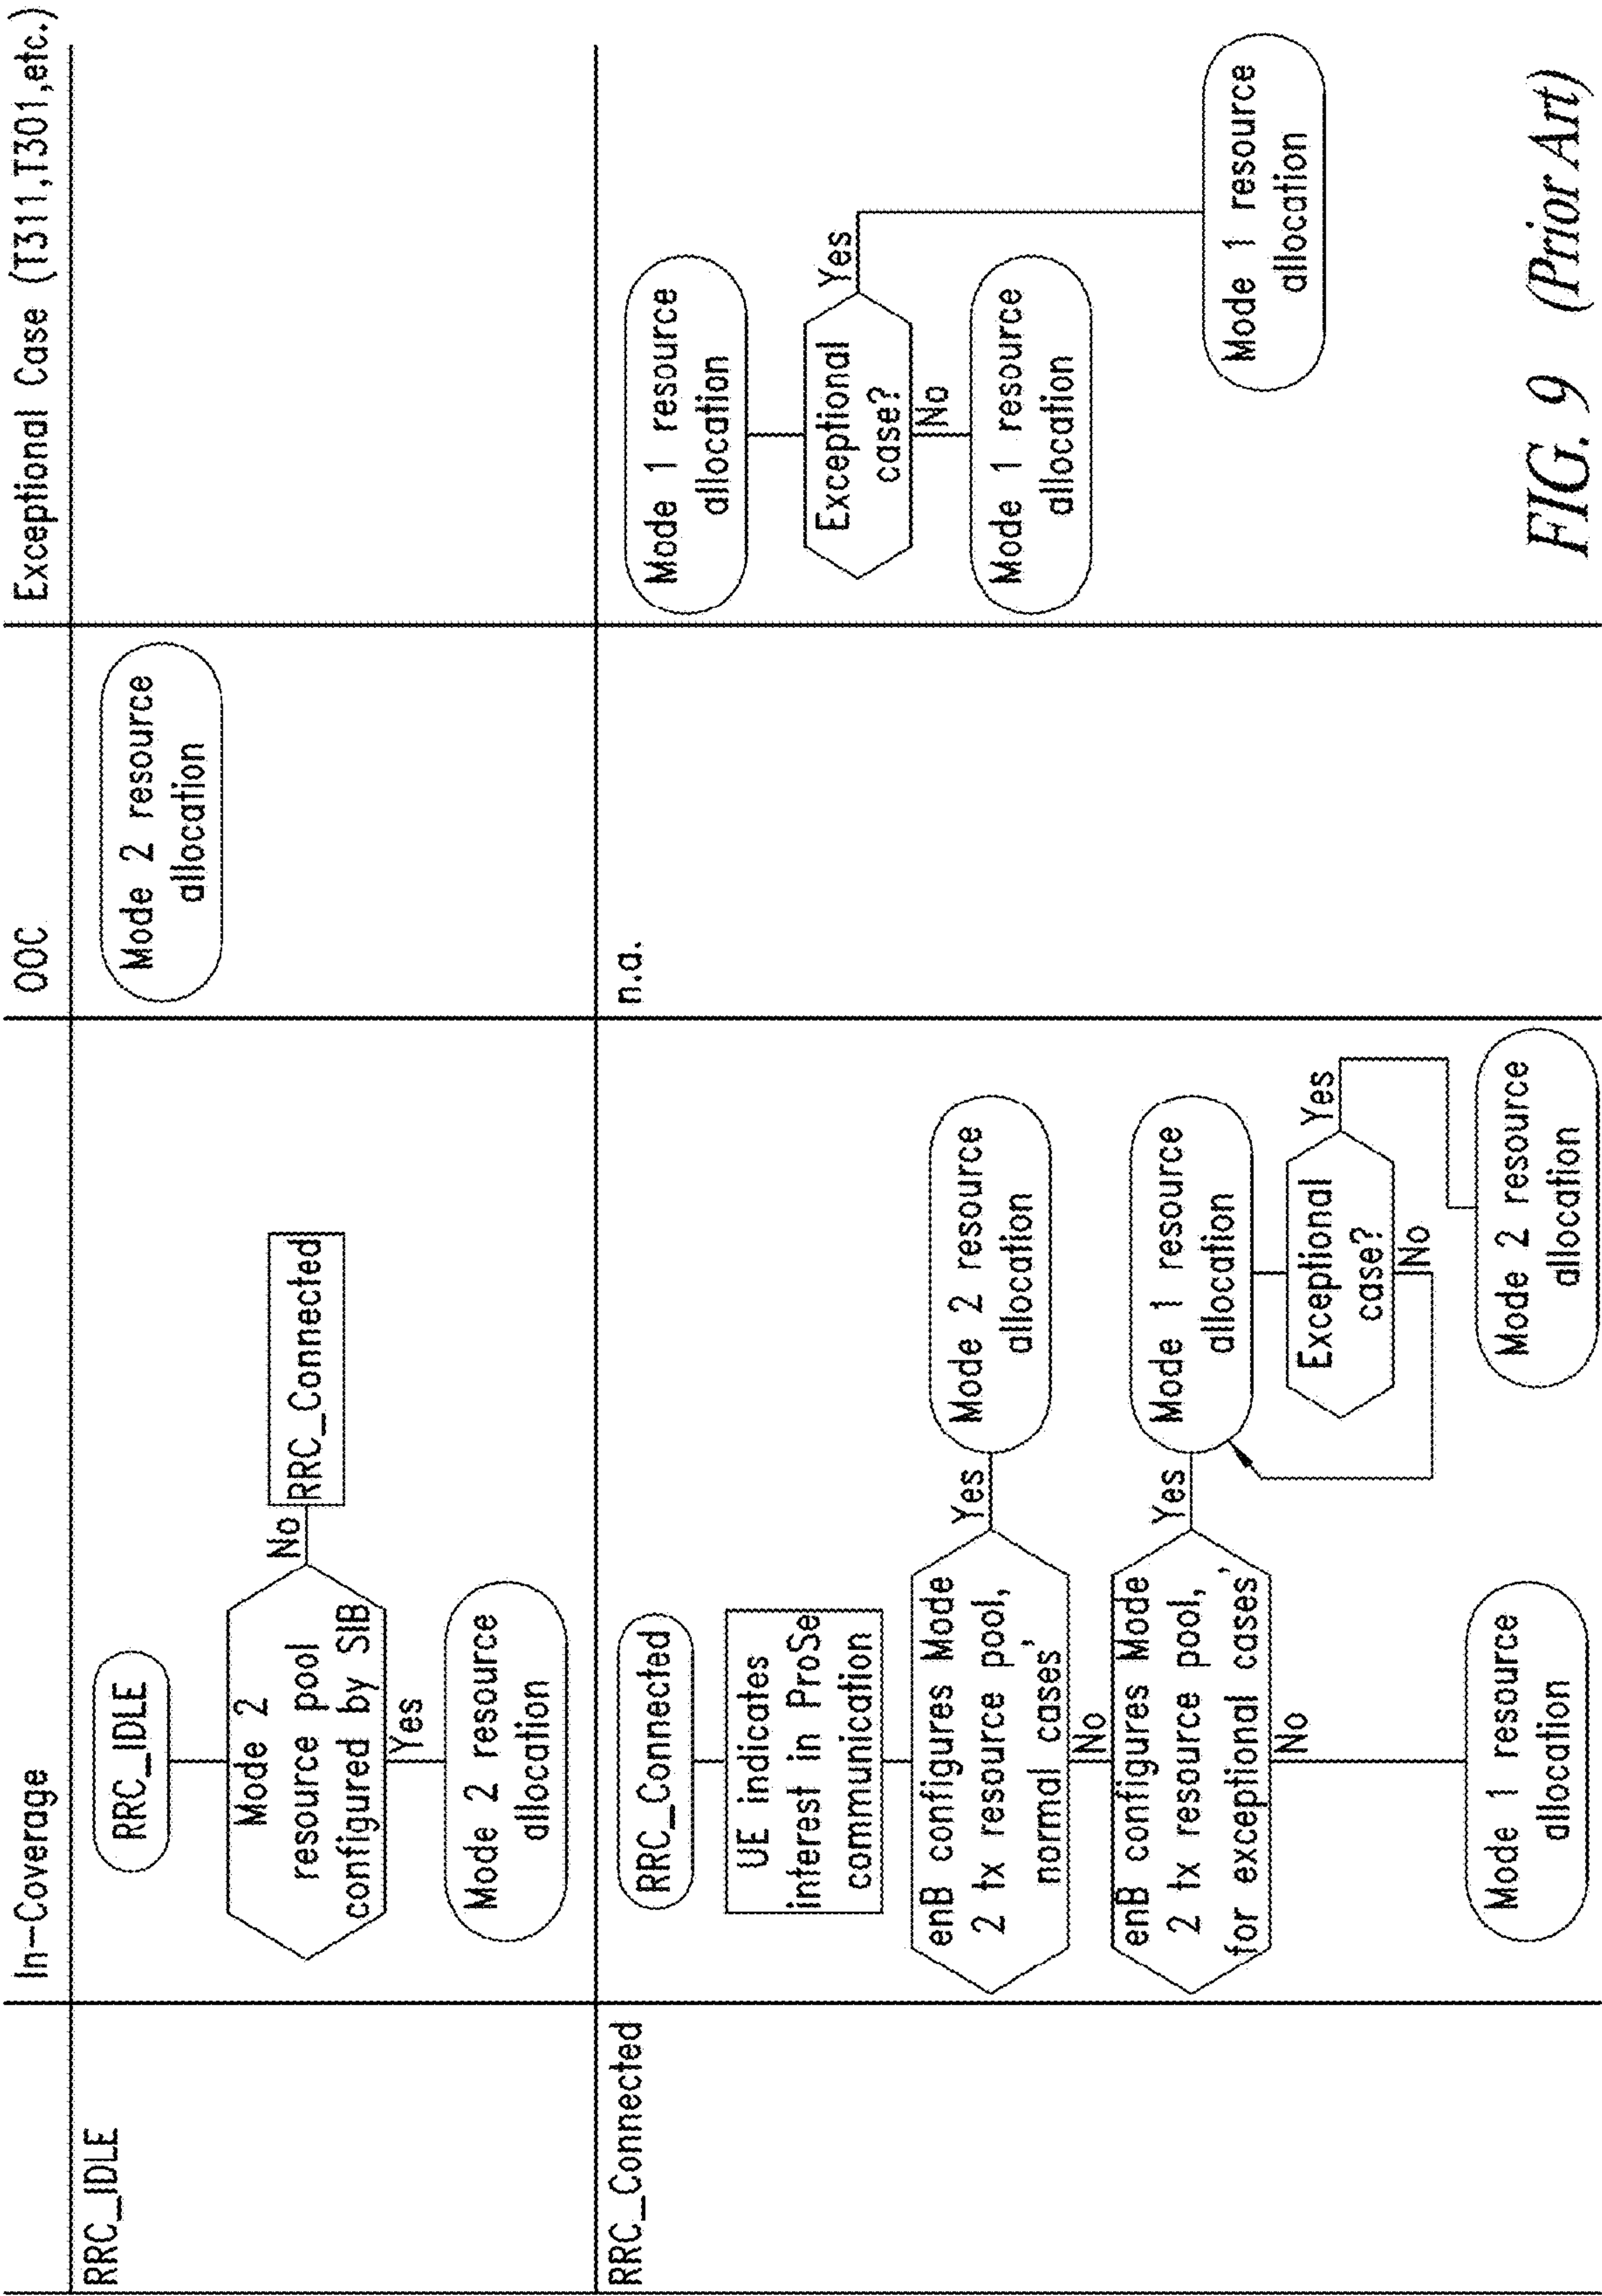 In-Coverage
OOC
Exceptional Case (T311,T301,etc.)
RRC_IDLE
RRC_IDLE
Mode 2
resource pool
configured by SIB
No
RRC_Connected
Yes
Mode 2 resource
allocation
Mode 2 resource
allocation
RRC_Connected
RRC_Connected
UE indicates
interest in ProSe
communication
enB configures Mode
2 tx resource pool,
normal cases'
Yes
Mode 2 resource
allocation
No
enB configures Mode
2 tx resource pool,
for exceptional cases'
Yes
Mode 1 resource
allocation
Exceptional
case?
Yes
No
Mode 2 resource
allocation
No
Mode 1 resource
allocation
n.a.
Mode 1 resource
allocation
Exceptional
case?
Yes
No
Mode 1 resource
allocation
Mode 1 resource
allocation
FIG. 9 (Prior Art)